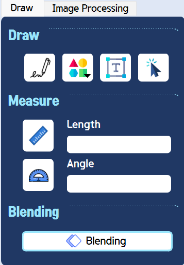 Draw Image Processing
Draw
T
Measure
Length
Angle
Blending
Blending